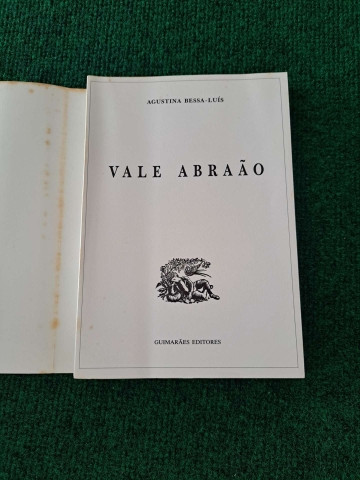 AGUSTINA BESSA-LUÍS
VALE ABRAÃO
GUIMARÃES EDITORES